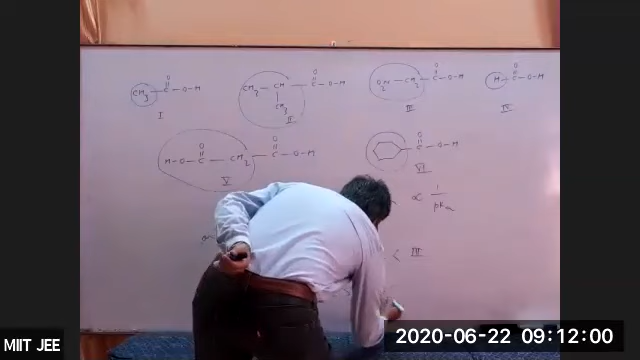 O O O O
|| || || ||
CH3 — C — O — H CH3 — CH — C — O — H O2N — CH2 — C — O — H H — C — O — H
|
CH3
I II III IV
O O O
|| || ||
H — O — C — CH2 — C — O — H C — O — H
V VI
∝ 1
pKa
< III
MIIT JEE
2020-06-22 09:12:00